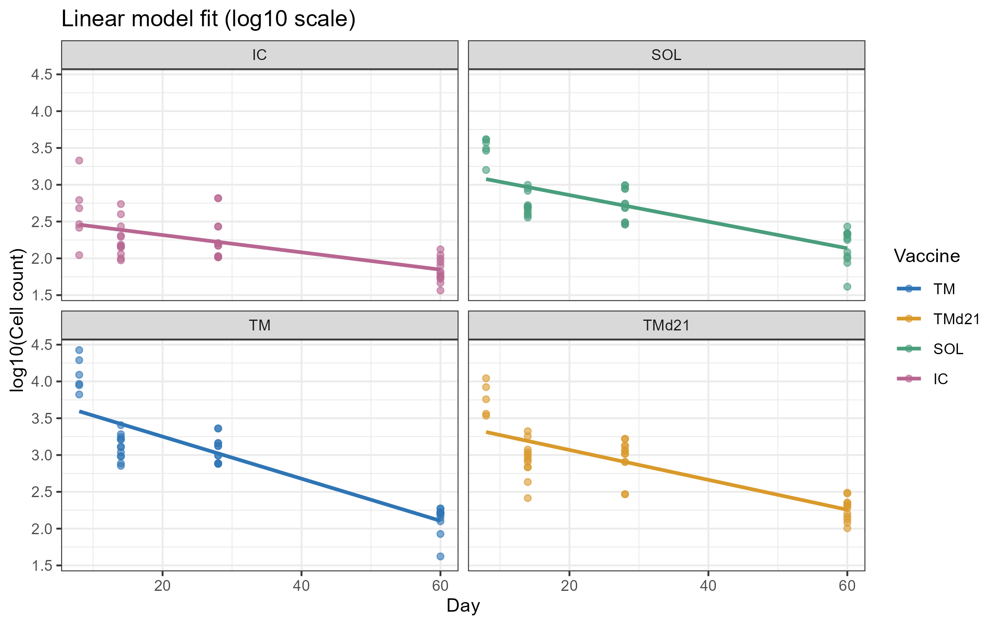 Linear model fit (log10 scale)
IC
SOL
4.5
4.0
3.5
3.0
2.5
2.0
1.5
TM
TMd21
4.5
4.0
3.5
3.0
2.5
2.0
1.5
20
40
60
20
40
60
Day
log10(Cell count)
Vaccine
TM
TMd21
SOL
IC